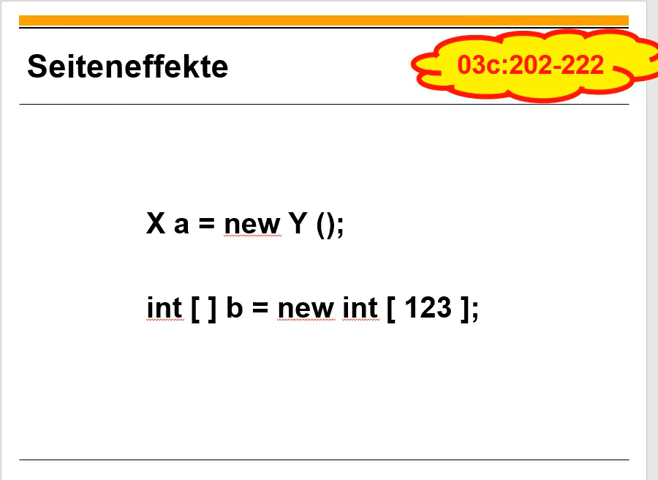 Seiteneffekte
03c:202-222
X a = new Y ();
int [ ] b = new int [ 123 ];